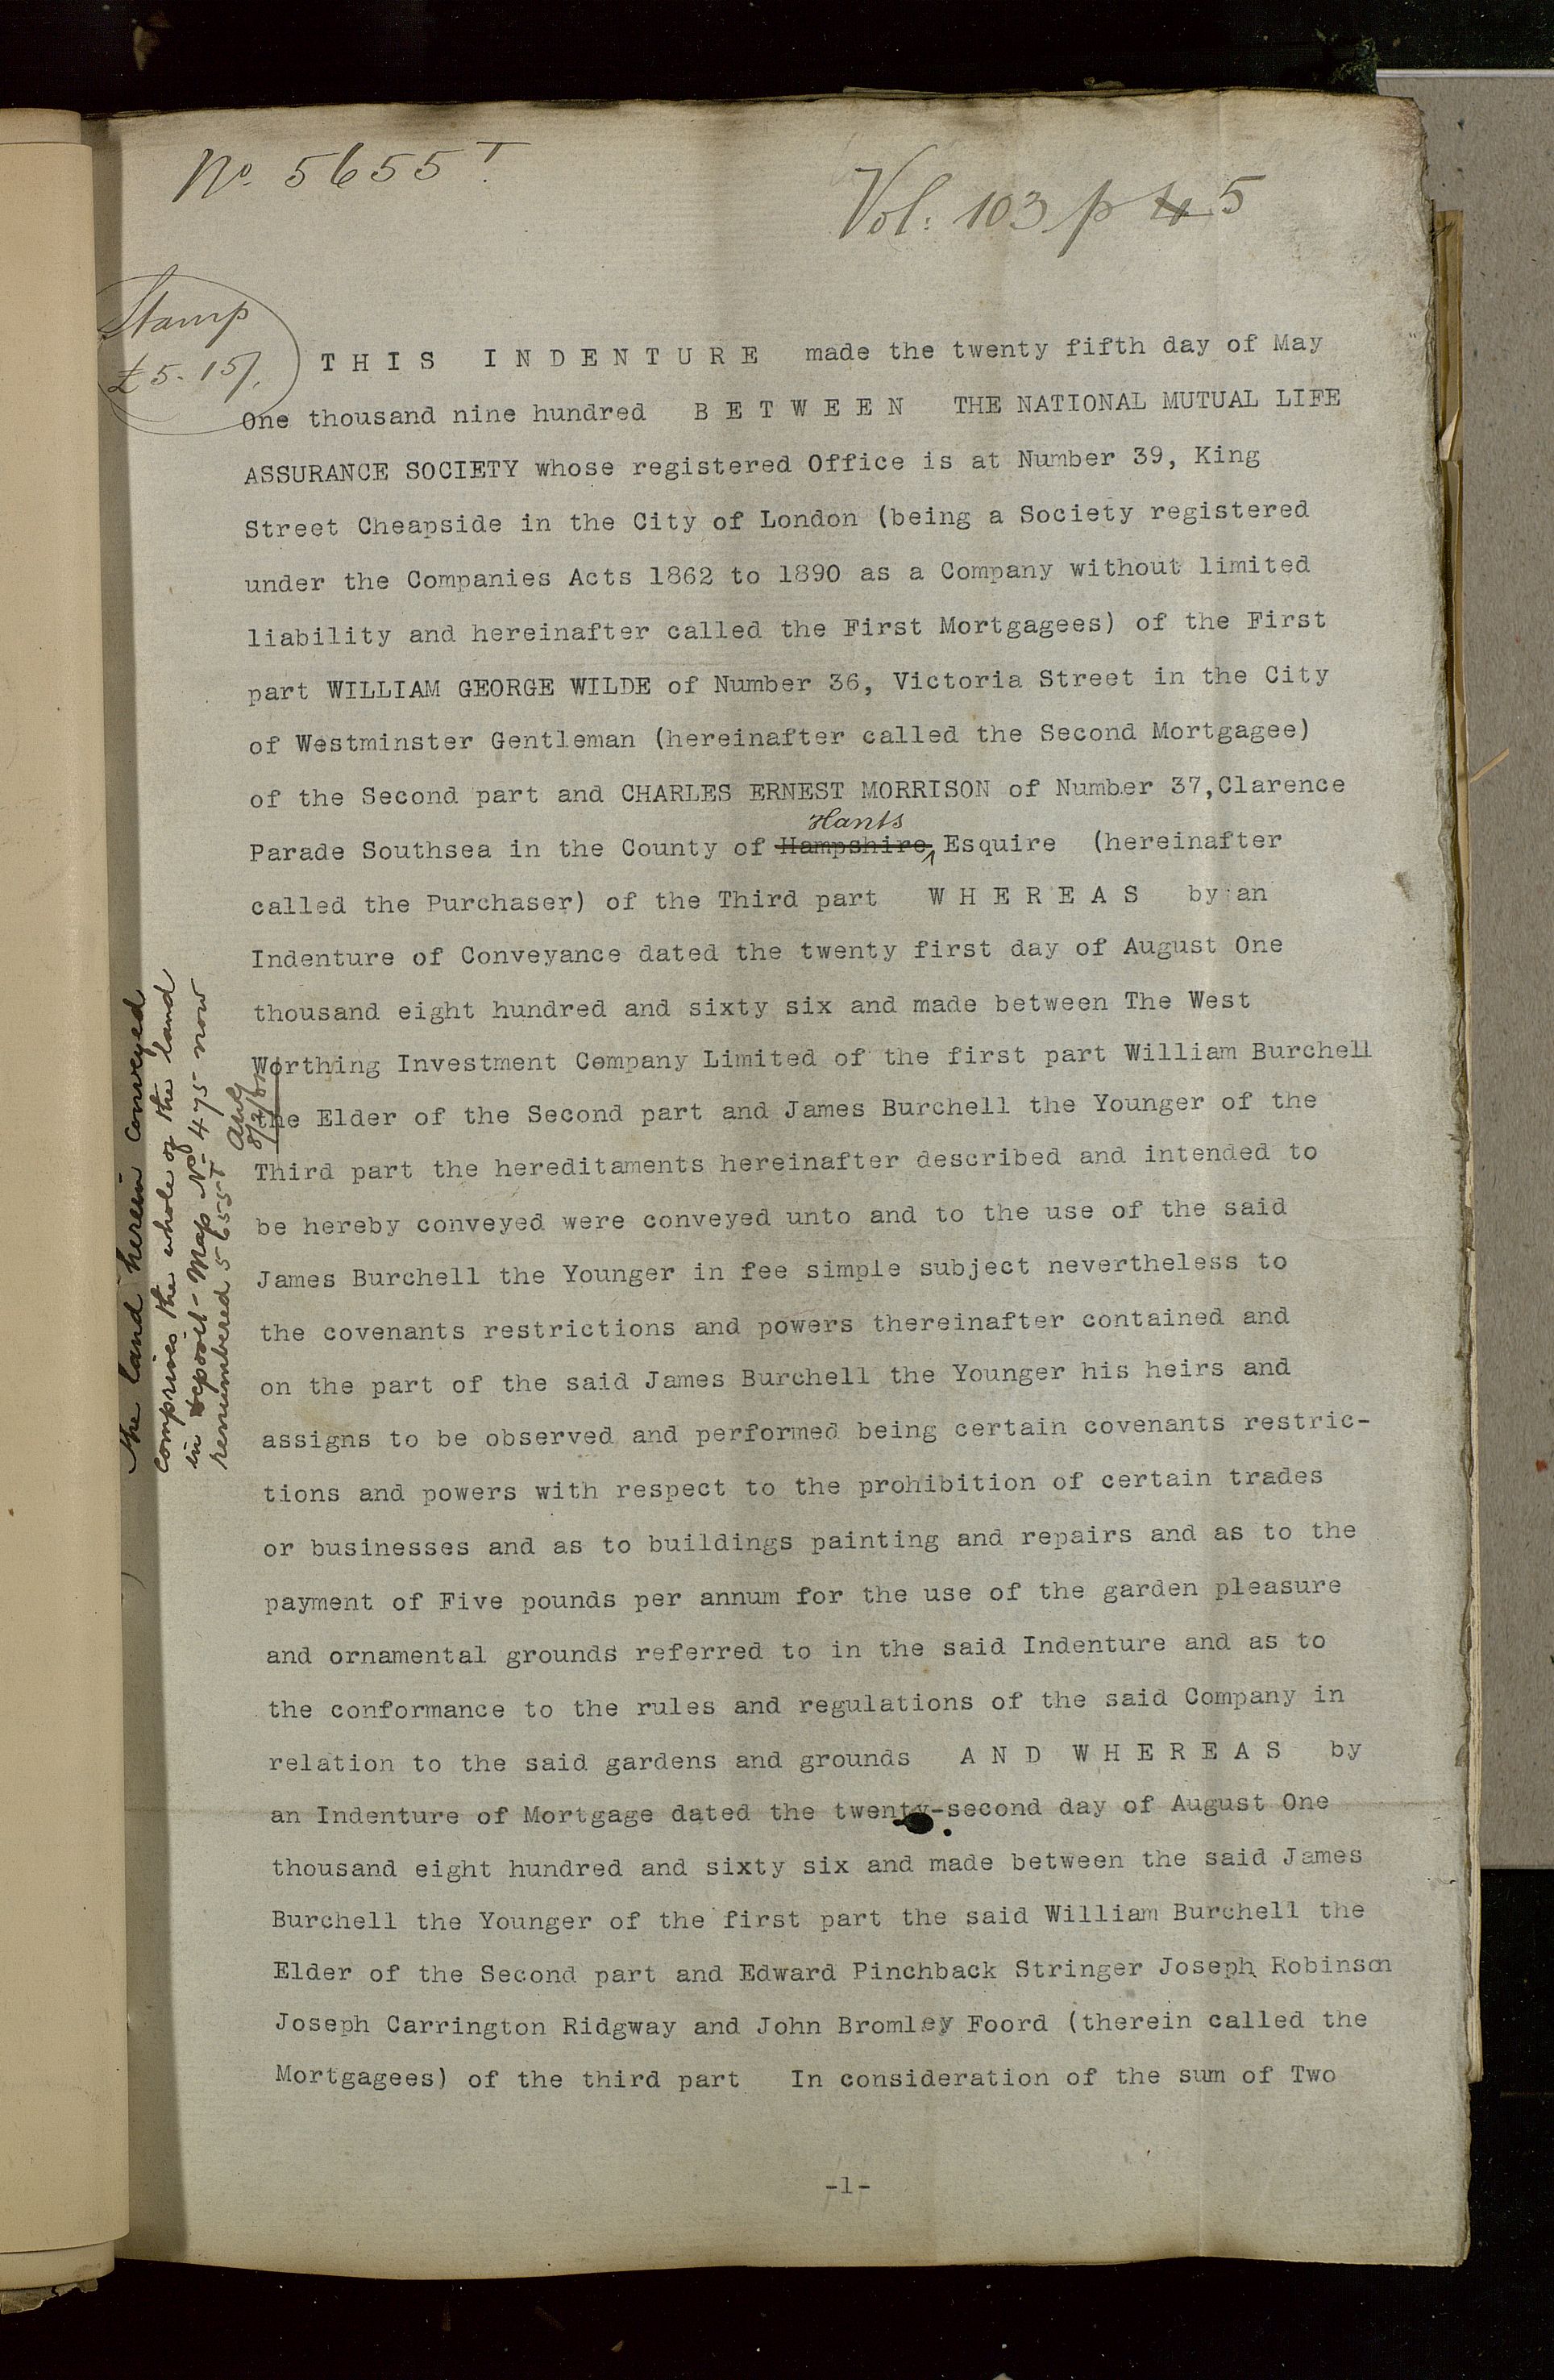 No. 5655 T
Vol: 103 p 4 5
Stamp
£5. 15/.
THIS INDENTURE made the twenty fifth day of May
One thousand nine hundred BETWEEN THE NATIONAL MUTUAL LIFE
ASSURANCE SOCIETY whose registered Office is at Number 39, King
Street Cheapside in the City of London (being a Society registered
under the Companies Acts 1862 to 1890 as a Company without limited
liability and hereinafter called the First Mortgagees) of the First
part WILLIAM GEORGE WILDE of Number 36, Victoria Street in the City
of Westminster Gentleman (hereinafter called the Second Mortgagee)
of the Second part and CHARLES ERNEST MORRISON of Number 37,Clarence
Hants
Parade Southsea in the County of Hampshire, Esquire (hereinafter
called the Purchaser) of the Third part WHEREAS by an
Indenture of Conveyance dated the twenty first day of August One
thousand eight hundred and sixty six and made between The West
Worthing Investment Company Limited of the first part William Burchell
the Elder of the Second part and James Burchell the Younger of the
Third part the hereditaments hereinafter described and intended to
be hereby conveyed were conveyed unto and to the use of the said
James Burchell the Younger in fee simple subject nevertheless to
the covenants restrictions and powers thereinafter contained and
on the part of the said James Burchell the Younger his heirs and
assigns to be observed and performed being certain covenants restric-
tions and powers with respect to the prohibition of certain trades
or businesses and as to buildings painting and repairs and as to the
payment of Five pounds per annum for the use of the garden pleasure
and ornamental grounds referred to in the said Indenture and as to
the conformance to the rules and regulations of the said Company in
relation to the said gardens and grounds AND WHEREAS by
an Indenture of Mortgage dated the twenty-second day of August One
thousand eight hundred and sixty six and made between the said James
Burchell the Younger of the first part the said William Burchell the
Elder of the Second part and Edward Pinchback Stringer Joseph Robinson
Joseph Carrington Ridgway and John Bromley Foord (therein called the
Mortgagees) of the third part In consideration of the sum of Two
-1-
the land herein conveyed
comprises the whole of the land
in deposit- Map No- 475 now
renumbered 5655 T